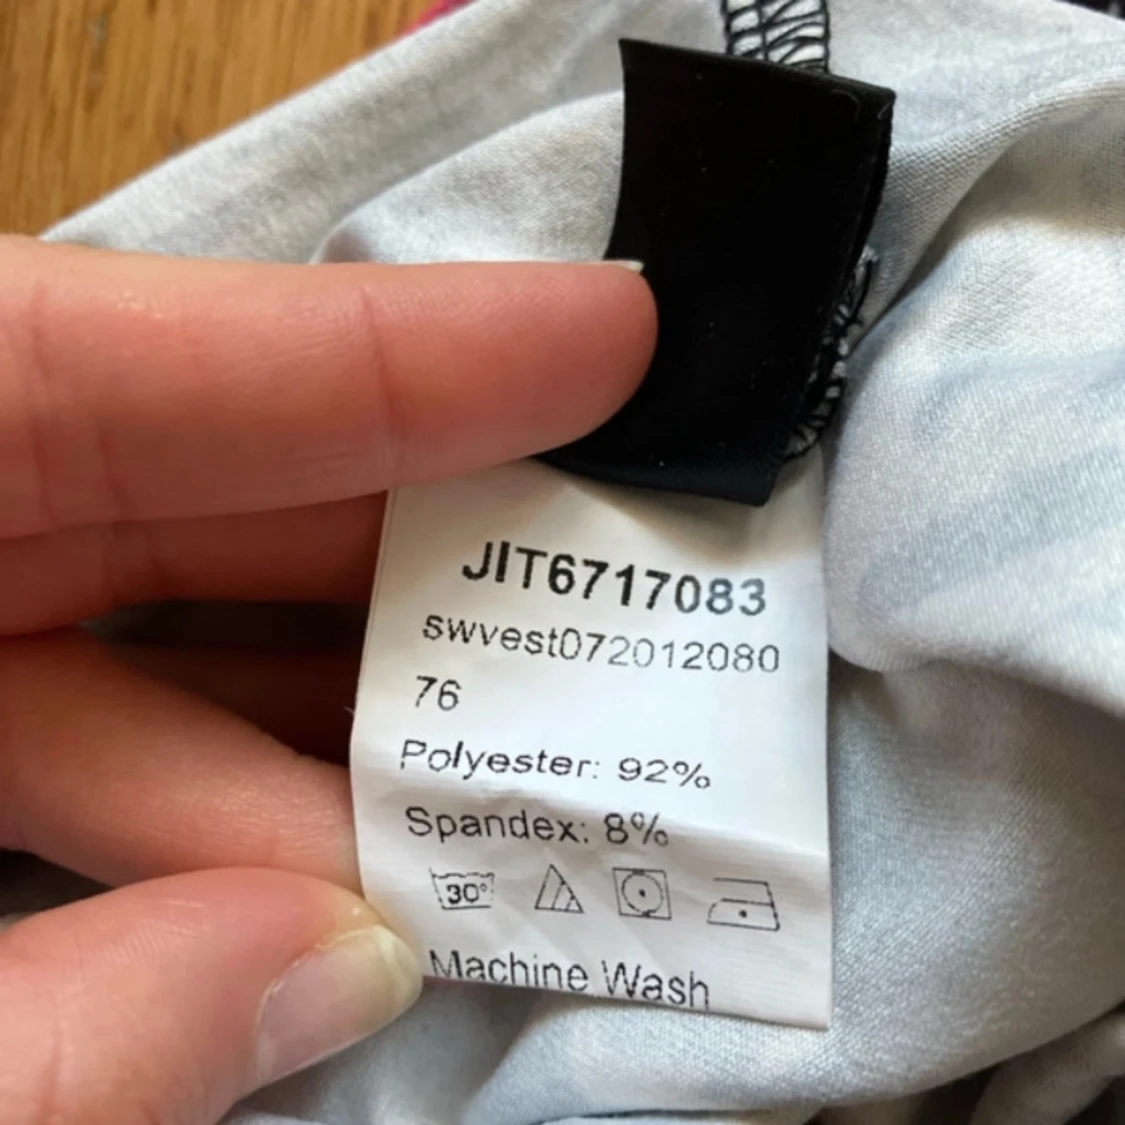 JIT6717083
swvest072012080
76
Polyester: 92%
Spandex: 8%
30°
Machine Wash